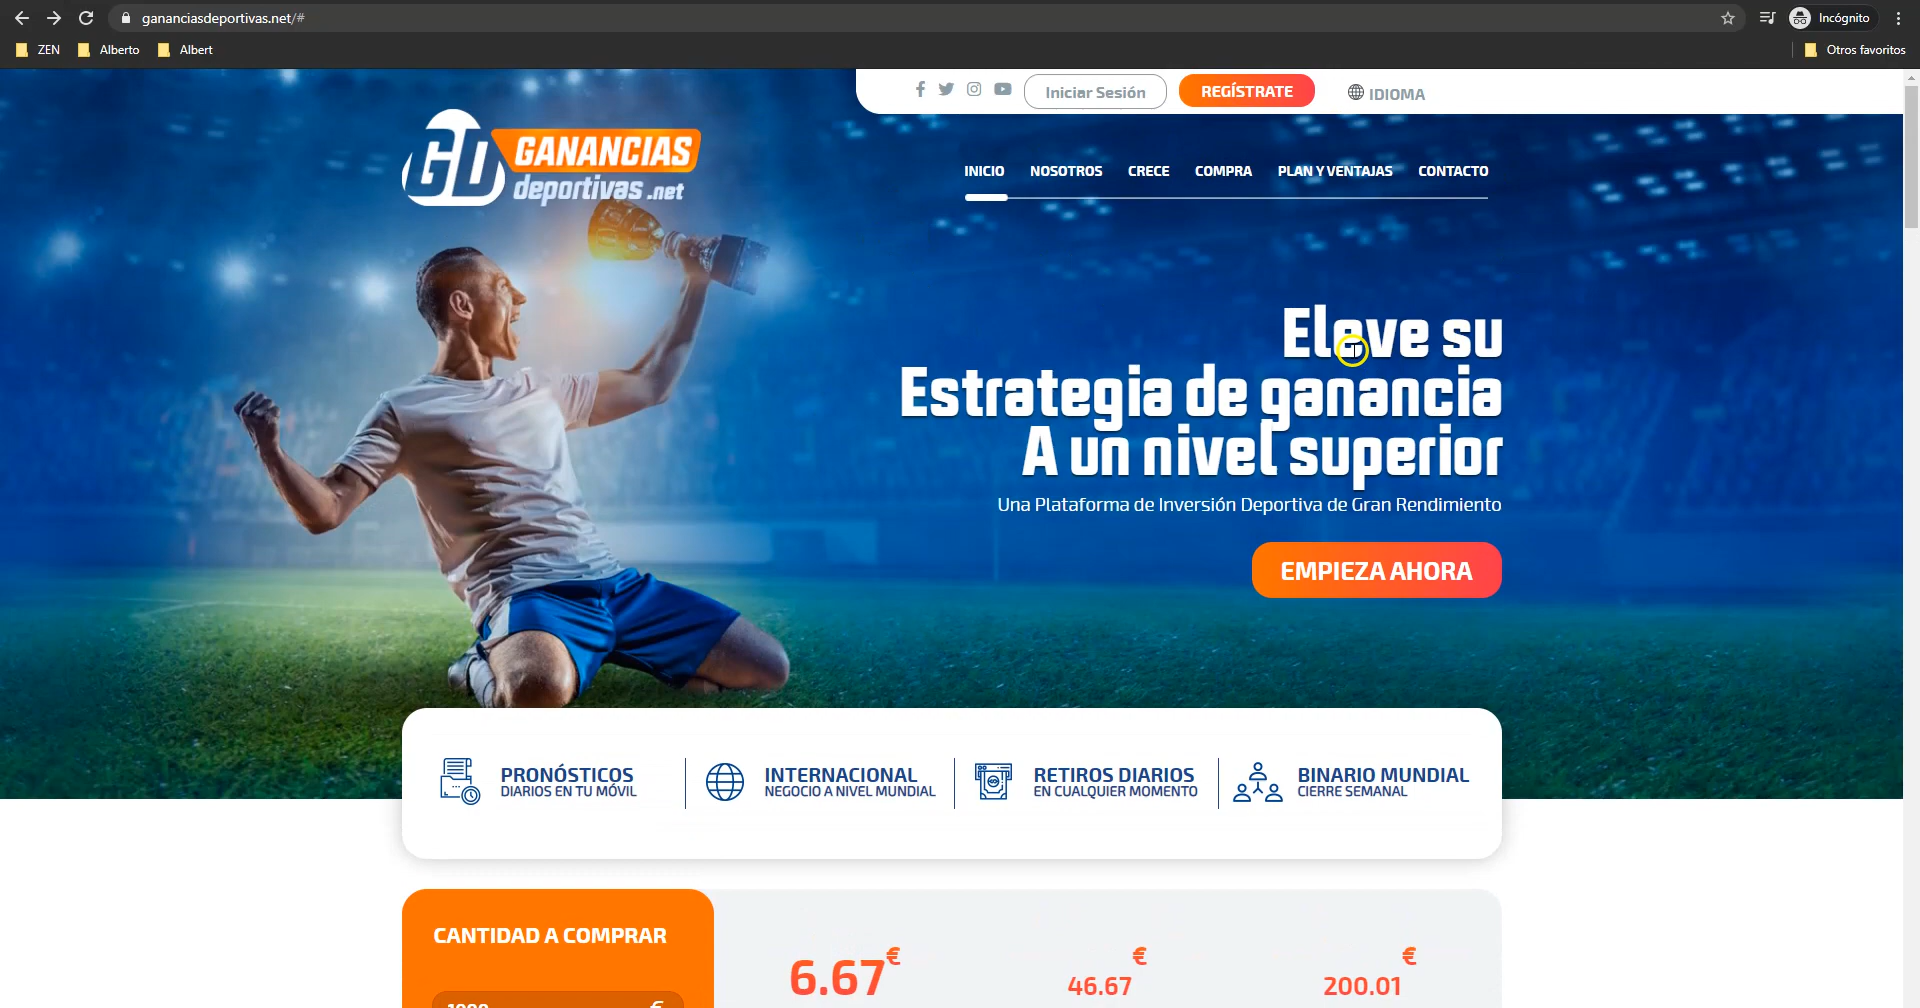 gananciasdeportivas.net/#
Incógnito
ZEN
Alberto
Albert
Otros favoritos
Iniciar Sesión
REGÍSTRATE
IDIOMA
GD
GANANCIAS
deportivas.net
INICIO
NOSOTROS
CRECE
COMPRA
PLAN Y VENTAJAS
CONTACTO
Eleve su
Estrategia de ganancia
A un nivel superior
Una Plataforma de Inversión Deportiva de Gran Rendimiento
EMPIEZA AHORA
PRONÓSTICOS
DIARIOS EN TU MÓVIL
INTERNACIONAL
NEGOCIO A NIVEL MUNDIAL
RETIROS DIARIOS
EN CUALQUIER MOMENTO
BINARIO MUNDIAL
CIERRE SEMANAL
CANTIDAD A COMPRAR
6.67€
46.67€
200.01€